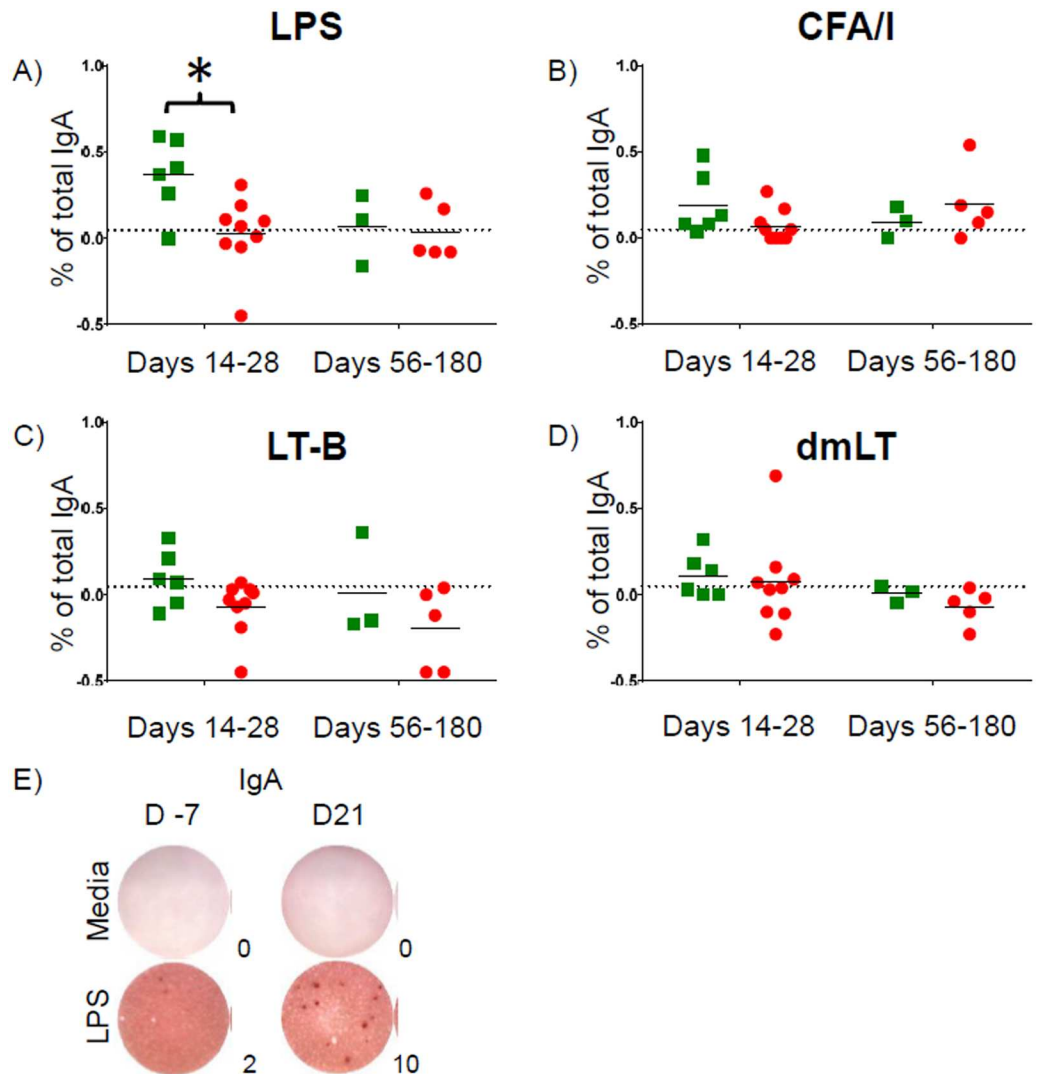 LPS
CFA/I
A)
B)
1.0
0.5
0.0
-0.5
% of total IgA
*
Days 14-28
Days 56-180
1.0
0.5
0.0
-0.5
% of total IgA
Days 14-28
Days 56-180
C)
LT-B
D)
dmLT
1.0
0.5
0.0
-0.5
% of total IgA
Days 14-28
Days 56-180
1.0
0.5
0.0
-0.5
% of total IgA
Days 14-28
Days 56-180
E)
IgA
D -7
D21
Media
0
0
LPS
2
10